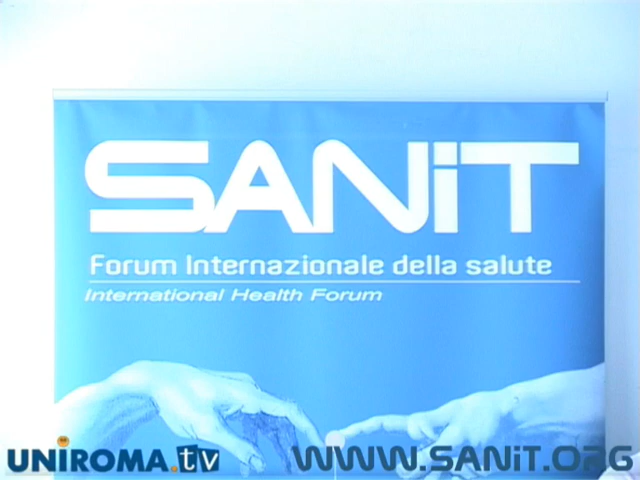 SANiT
Forum Internazionale della salute
International Health Forum
UNIROMA.tv
WWW.SANiT.ORG